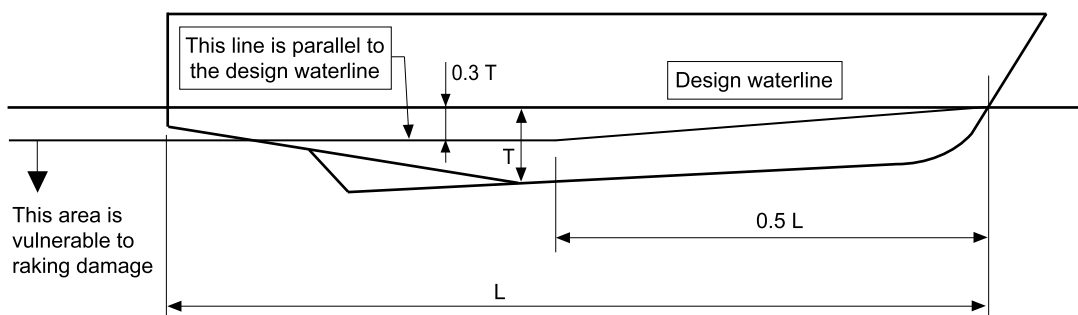 This line is parallel to
the design waterline
0.3 T
Design waterline
T
This area is
vulnerable to
raking damage
0.5 L
L